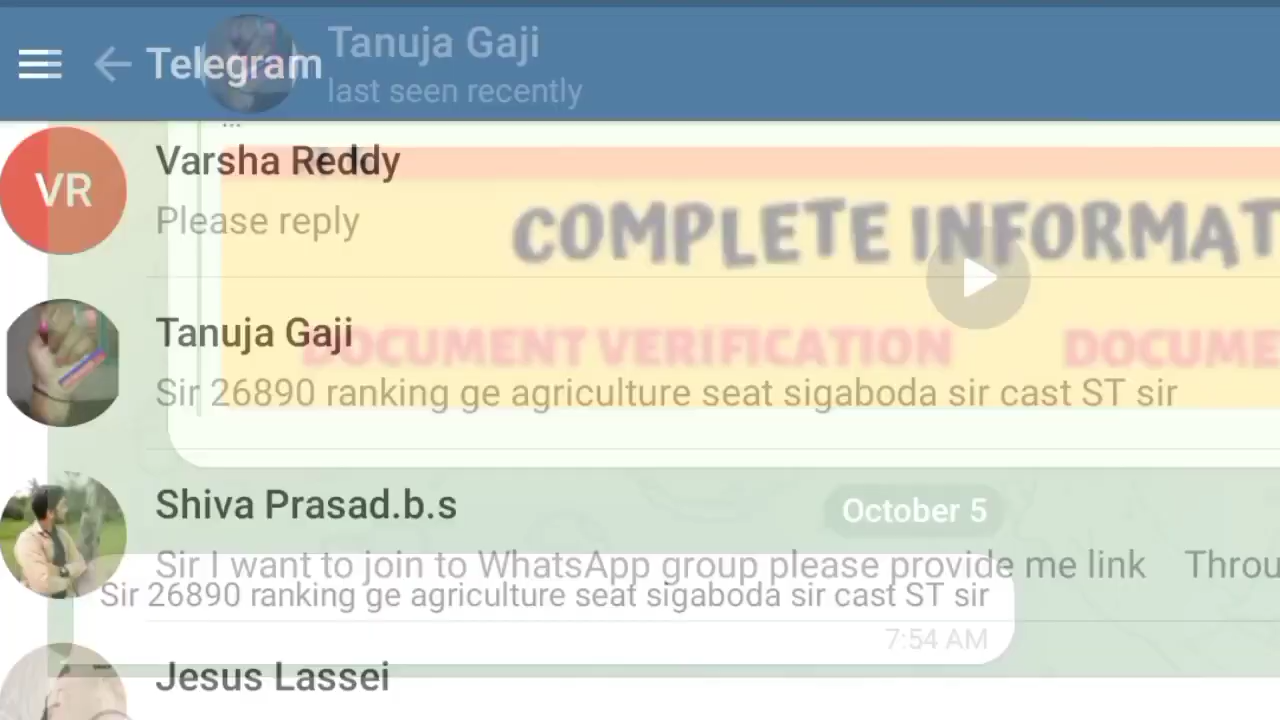 Telegram
Tanuja Gaji
last seen recently
...
VR
Varsha Reddy
Please reply
COMPLETE INFORMAT
Tanuja Gaji
DOCUMENT VERIFICATION DOCUME
Sir 26890 ranking ge agriculture seat sigaboda sir cast ST sir
Shiva Prasad.b.s
October 5
Sir I want to join to WhatsApp group please provide me link Throu
Sir 26890 ranking ge agriculture seat sigaboda sir cast ST sir
7:54 AM
Jesus Lassei